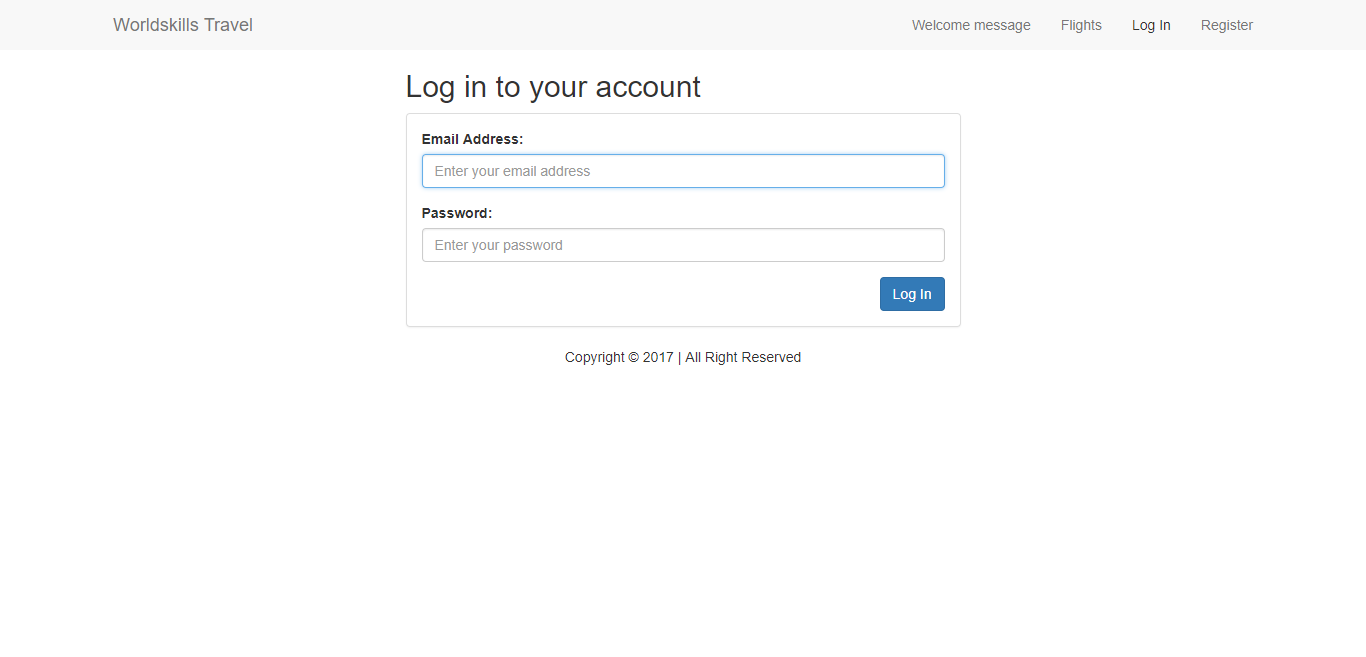 Worldskills Travel Welcome message Flights Log In Register
Log in to your account
Email Address:
Enter your email address
Password:
Enter your password
Log In
Copyright © 2017 | All Right Reserved